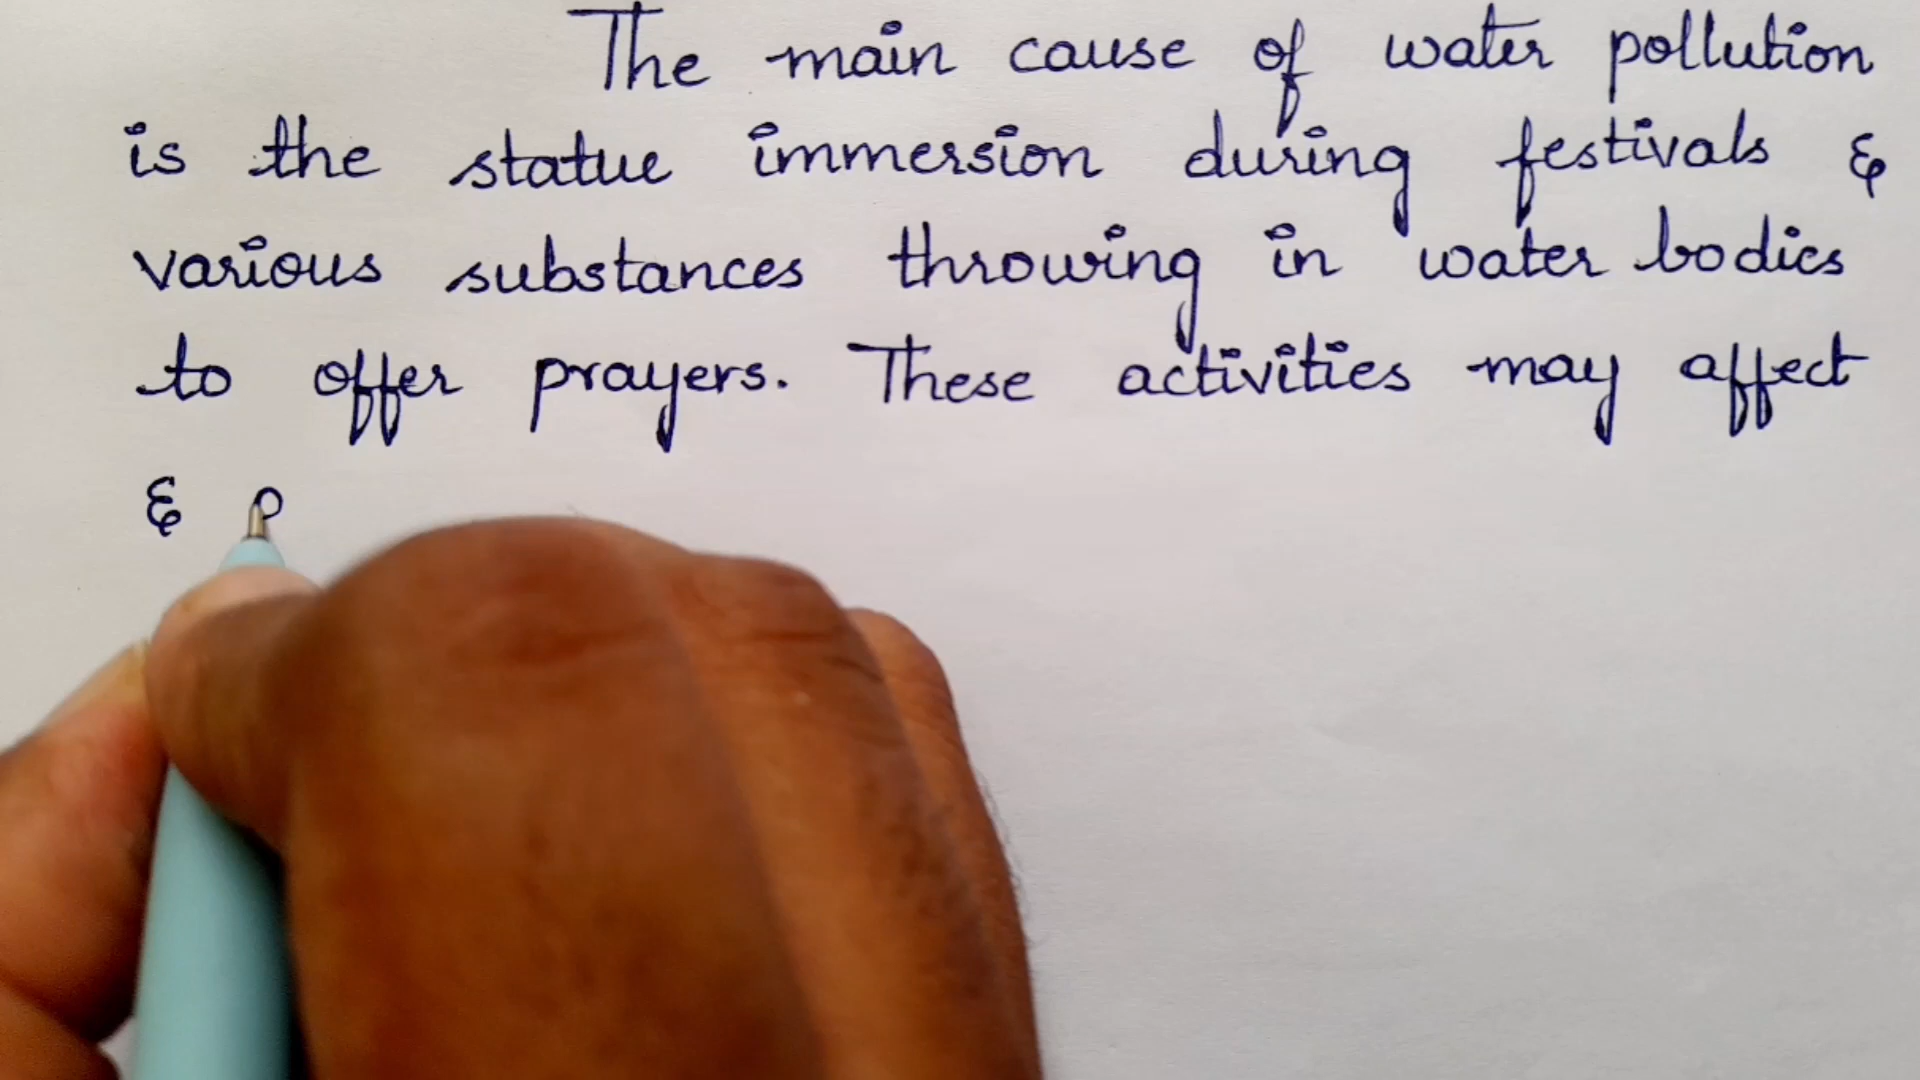 The main cause of water pollution
is the statue immersion during festivals &
various substances throwing in water bodies
to offer prayers. These activities may affect
& p